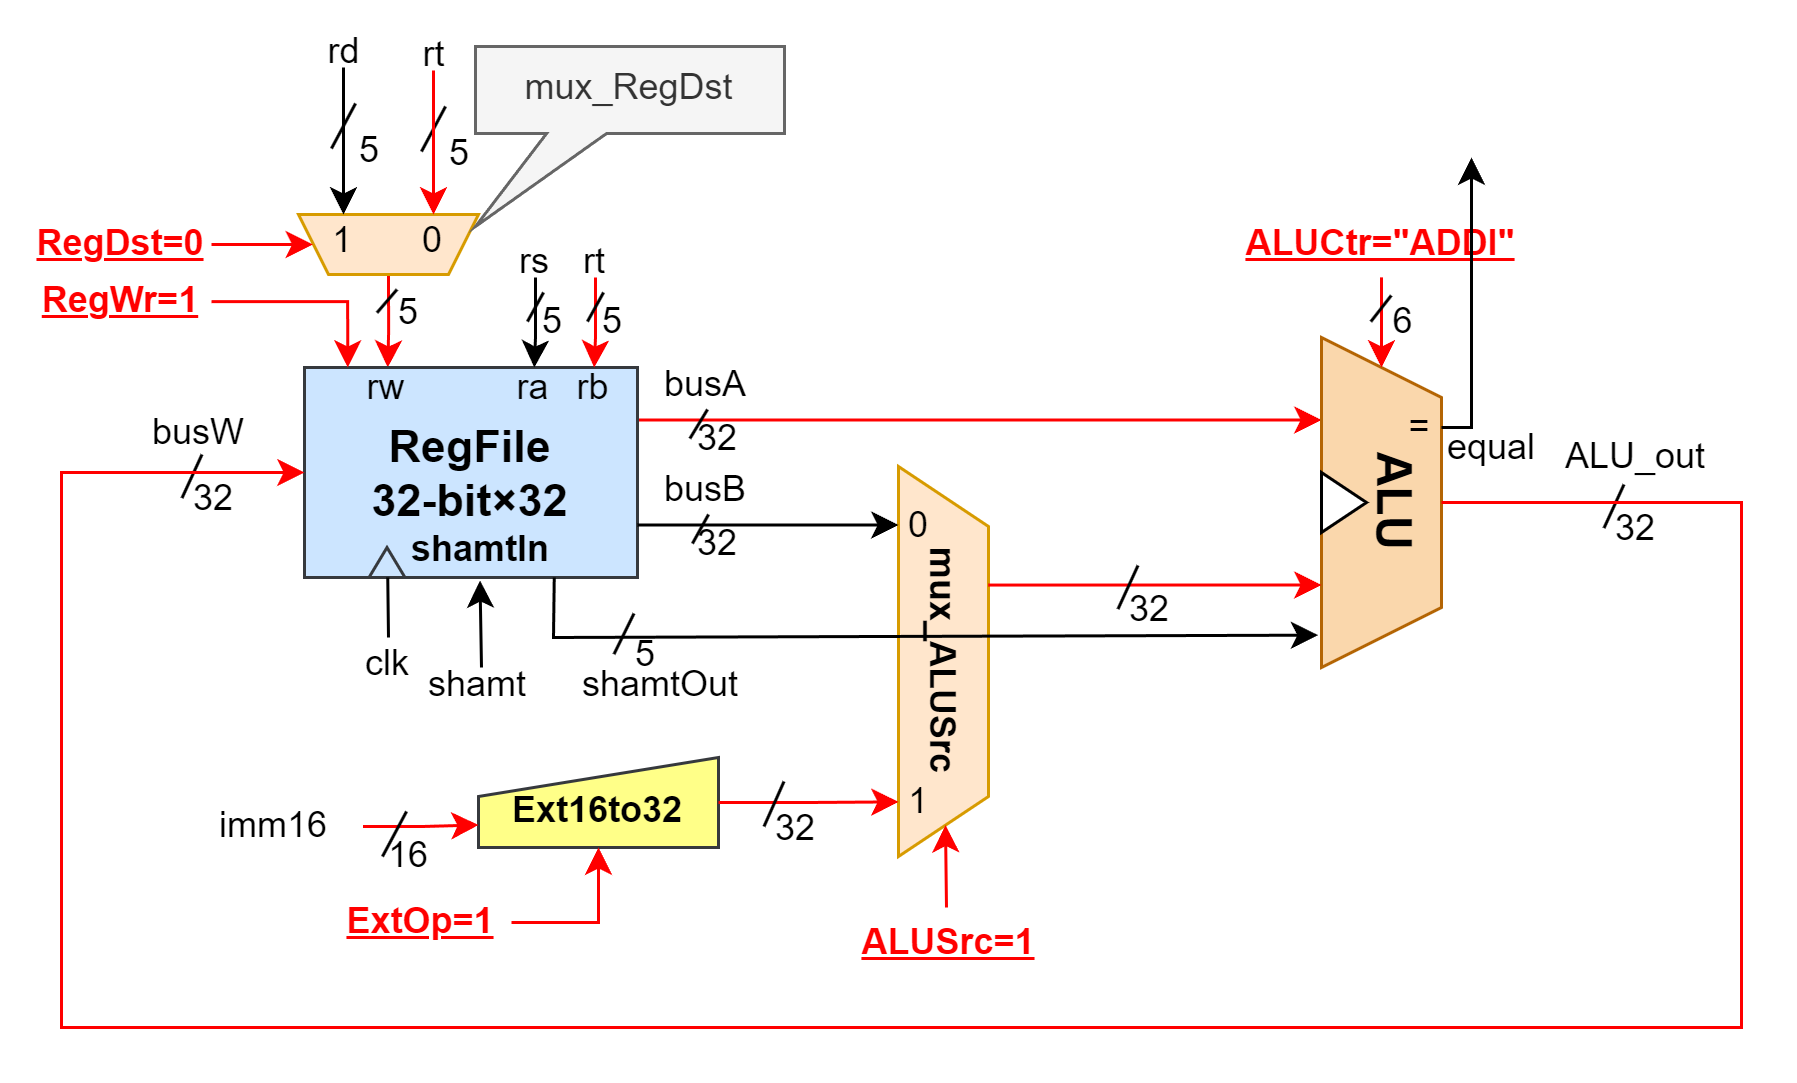 rd
rt
mux_RegDst
5
5
RegDst=0
1
0
ALUCtr="ADDI"
RegWr=1
5
rs
rt
5
5
6
rw
ra
rb
busA
32
busW
32
RegFile
32-bit×32
shamtIn
busB
32
0
mux_ALUSrc
1
=
equal
ALU
ALU_out
32
32
clk
shamt
5
shamtOut
imm16
16
Ext16to32
32
ExtOp=1
ALUSrc=1